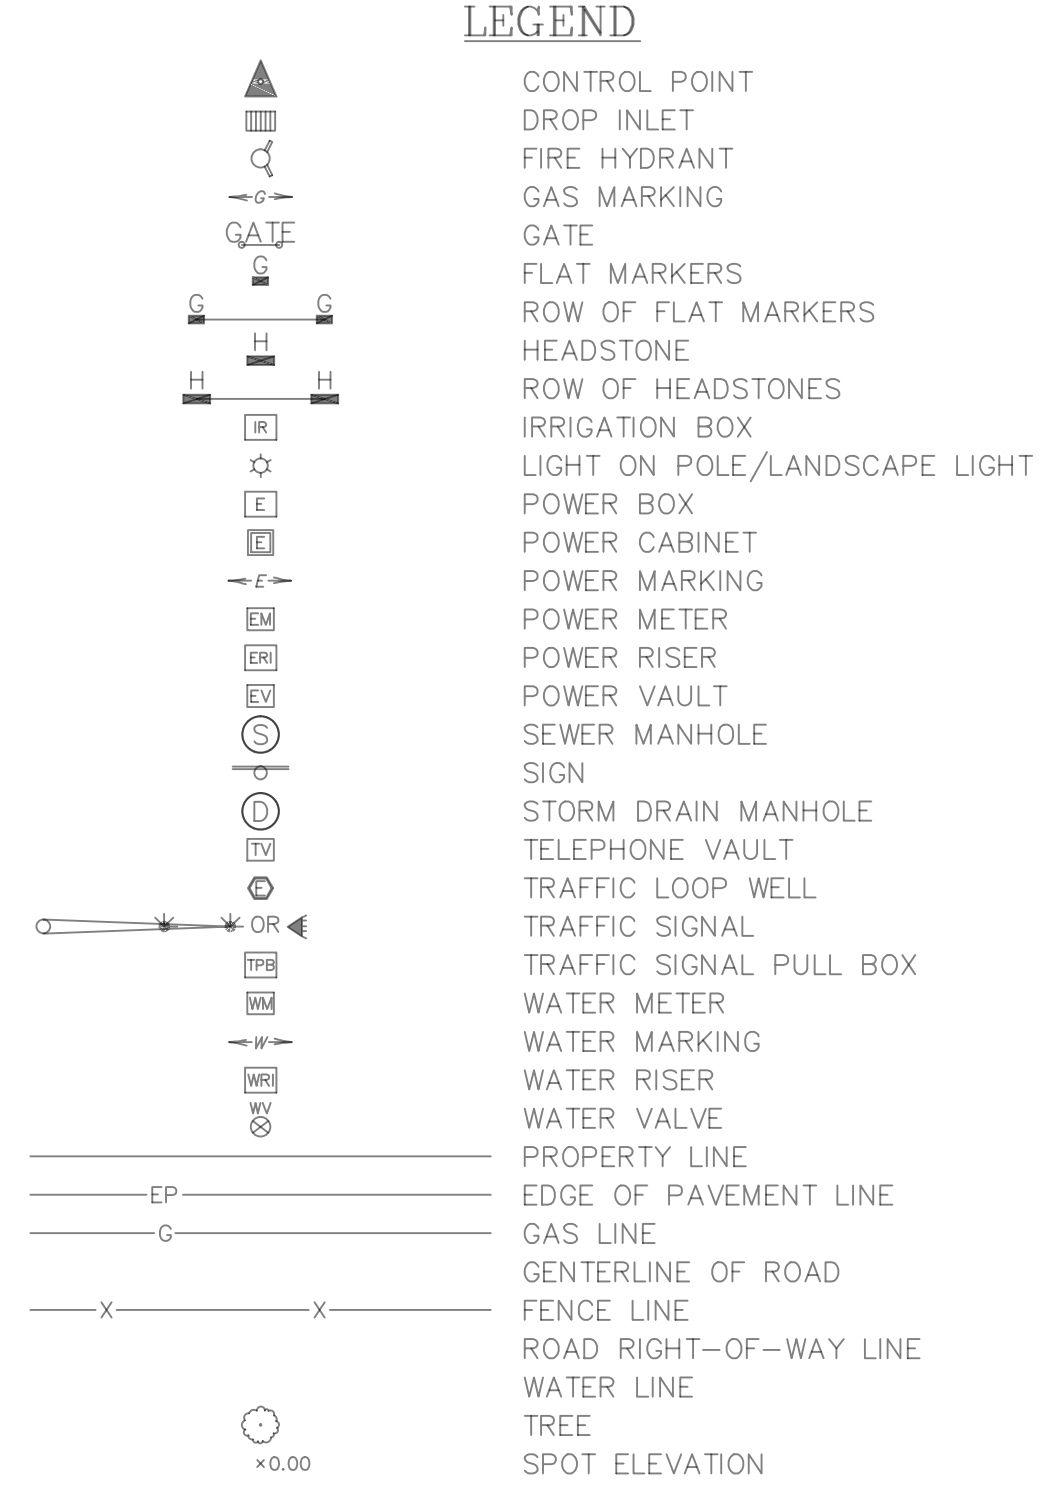 LEGEND
CONTROL POINT
DROP INLET
FIRE HYDRANT
G GAS MARKING
GATE GATE
G FLAT MARKERS
G G ROW OF FLAT MARKERS
H HEADSTONE
H H ROW OF HEADSTONES
IR IRRIGATION BOX
LIGHT ON POLE/LANDSCAPE LIGHT
E POWER BOX
E POWER CABINET
E POWER MARKING
EM POWER METER
ERI POWER RISER
EV POWER VAULT
S SEWER MANHOLE
SIGN
D STORM DRAIN MANHOLE
TV TELEPHONE VAULT
E TRAFFIC LOOP WELL
OR TRAFFIC SIGNAL
TPB TRAFFIC SIGNAL PULL BOX
WM WATER METER
W WATER MARKING
WRI WATER RISER
WV WATER VALVE
PROPERTY LINE
EP EDGE OF PAVEMENT LINE
G GAS LINE
GENTERLINE OF ROAD
X X FENCE LINE
ROAD RIGHT-OF-WAY LINE
WATER LINE
TREE
×0.00 SPOT ELEVATION